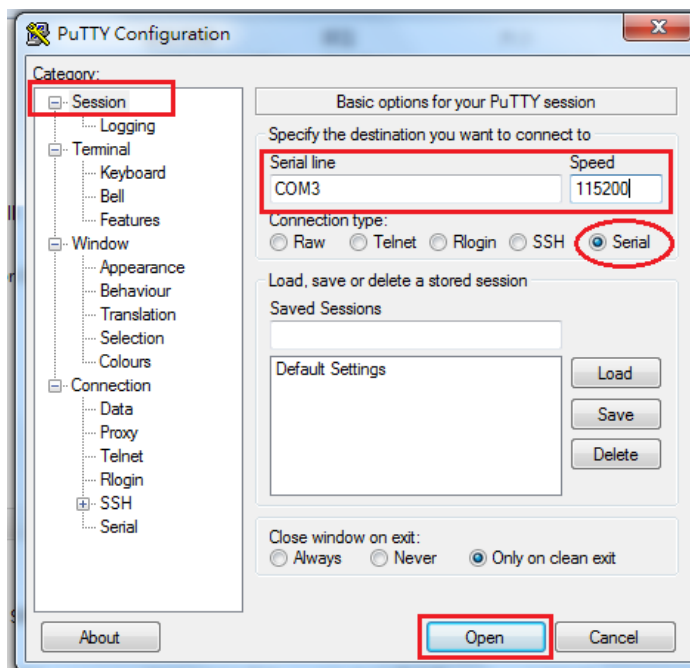 PuTTY Configuration
Category:
Session
Logging
Terminal
Keyboard
Bell
Features
Window
Appearance
Behaviour
Translation
Selection
Colours
Connection
Data
Proxy
Telnet
Rlogin
SSH
Serial
Basic options for your PuTTY session
Specify the destination you want to connect to
Serial line Speed
COM3 115200
Connection type:
Raw Telnet Rlogin SSH Serial
Load, save or delete a stored session
Saved Sessions
Default Settings
Load
Save
Delete
Close window on exit:
Always Never Only on clean exit
About Open Cancel